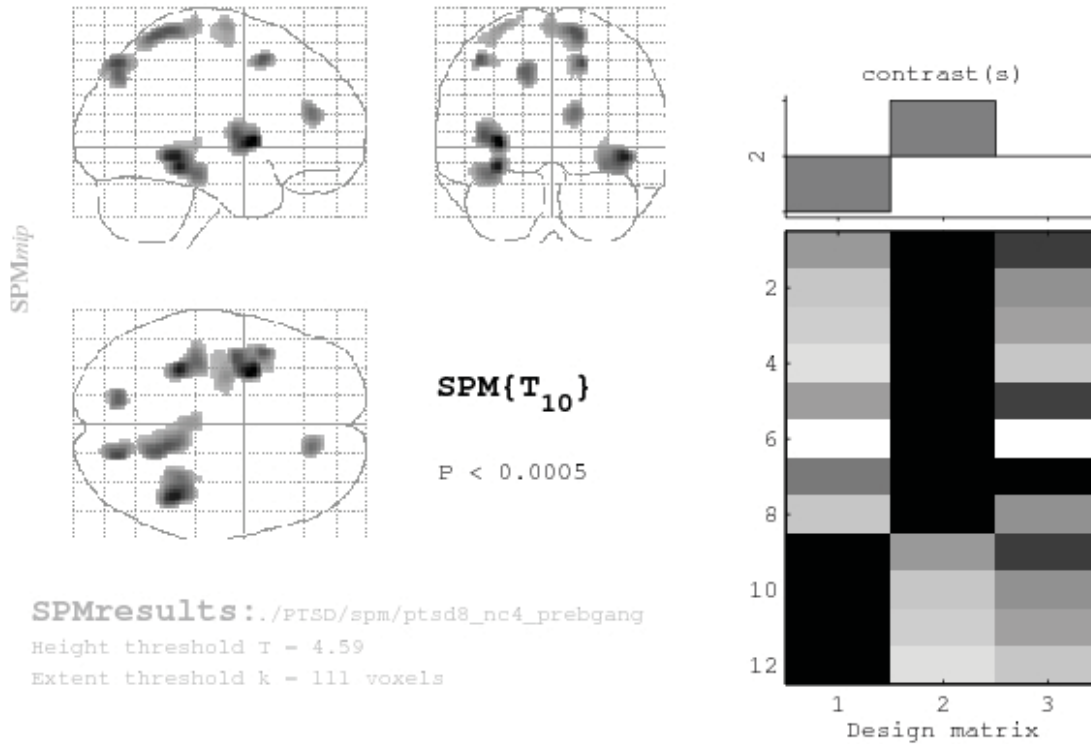 SPMmip
SPM{T10}
P < 0.0005
SPMresults:./PTSD/spm/ptsd8_nc4_prebgang
Height threshold T = 4.59
Extent threshold k = 111 voxels
contrast(s)
2
2
4
6
8
10
12
1 2 3
Design matrix